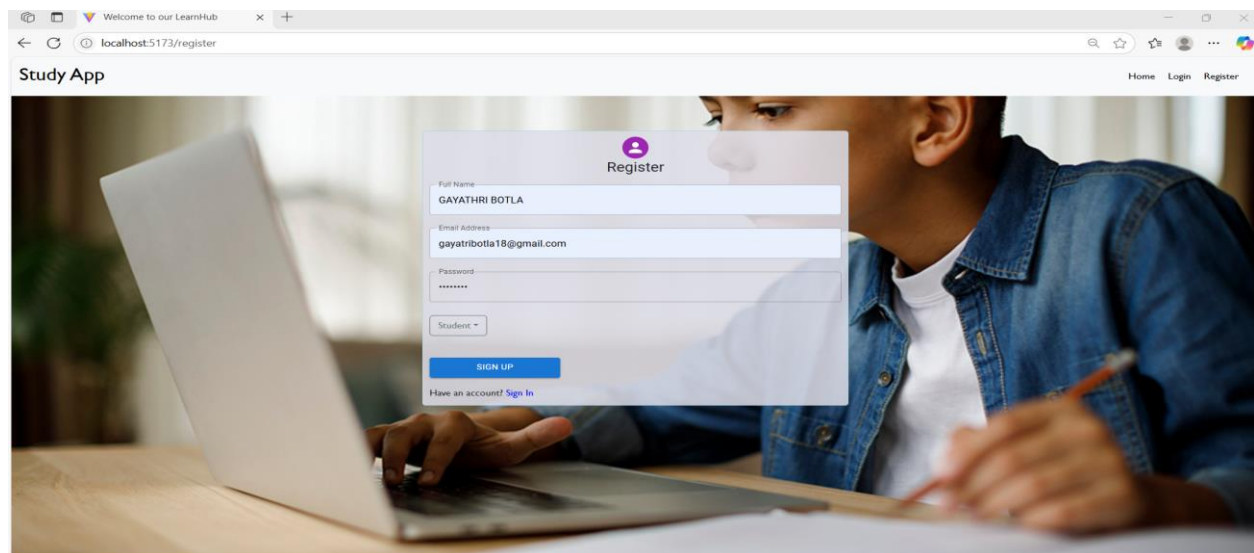 Welcome to our LearnHub
localhost:5173/register
Study App
Home Login Register
Register
Full Name
GAYATHRI BOTLA
Email Address
gayatribotla18@gmail.com
Password
••••••••
Student
SIGN UP
Have an account? Sign In